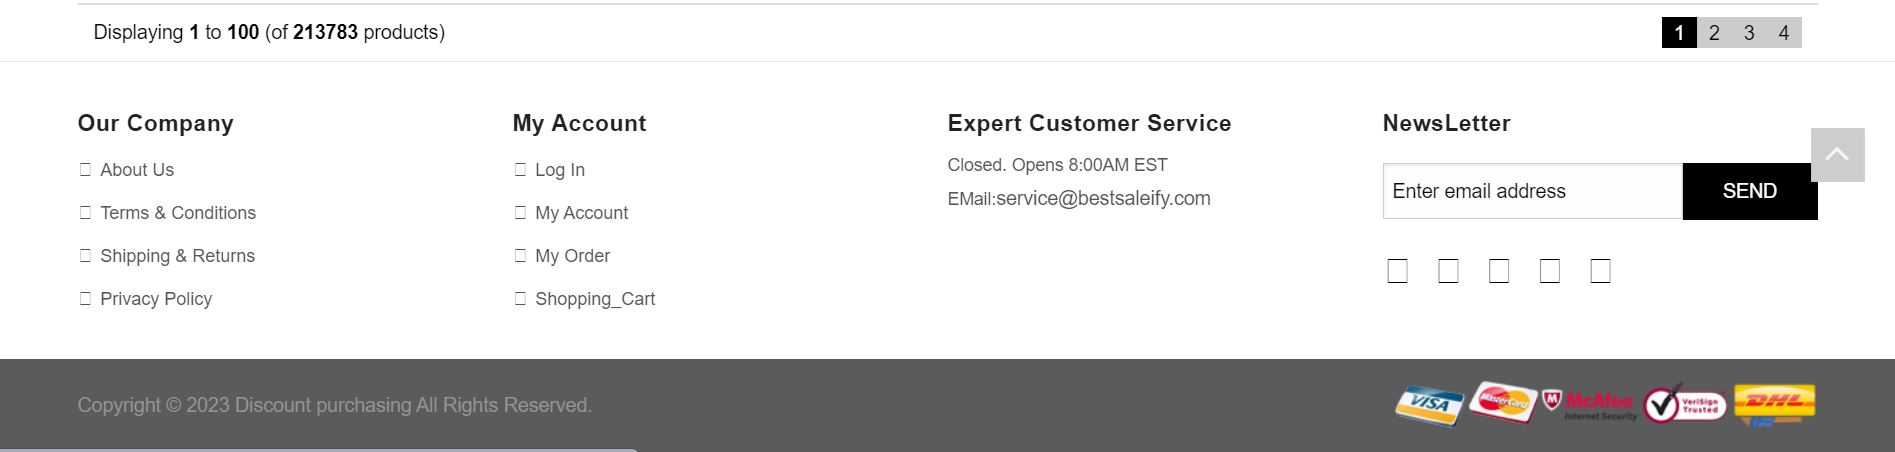 Displaying 1 to 100 (of 213783 products)
1 2 3 4
Our Company
About Us
Terms & Conditions
Shipping & Returns
Privacy Policy
My Account
Log In
My Account
My Order
Shopping_Cart
Expert Customer Service
Closed. Opens 8:00AM EST
EMail:service@bestsaleify.com
NewsLetter
Enter email address
SEND
Copyright © 2023 Discount purchasing All Rights Reserved.
VISA
MasterCard
McAfee
Internet Security
VeriSign
Trusted
DHL